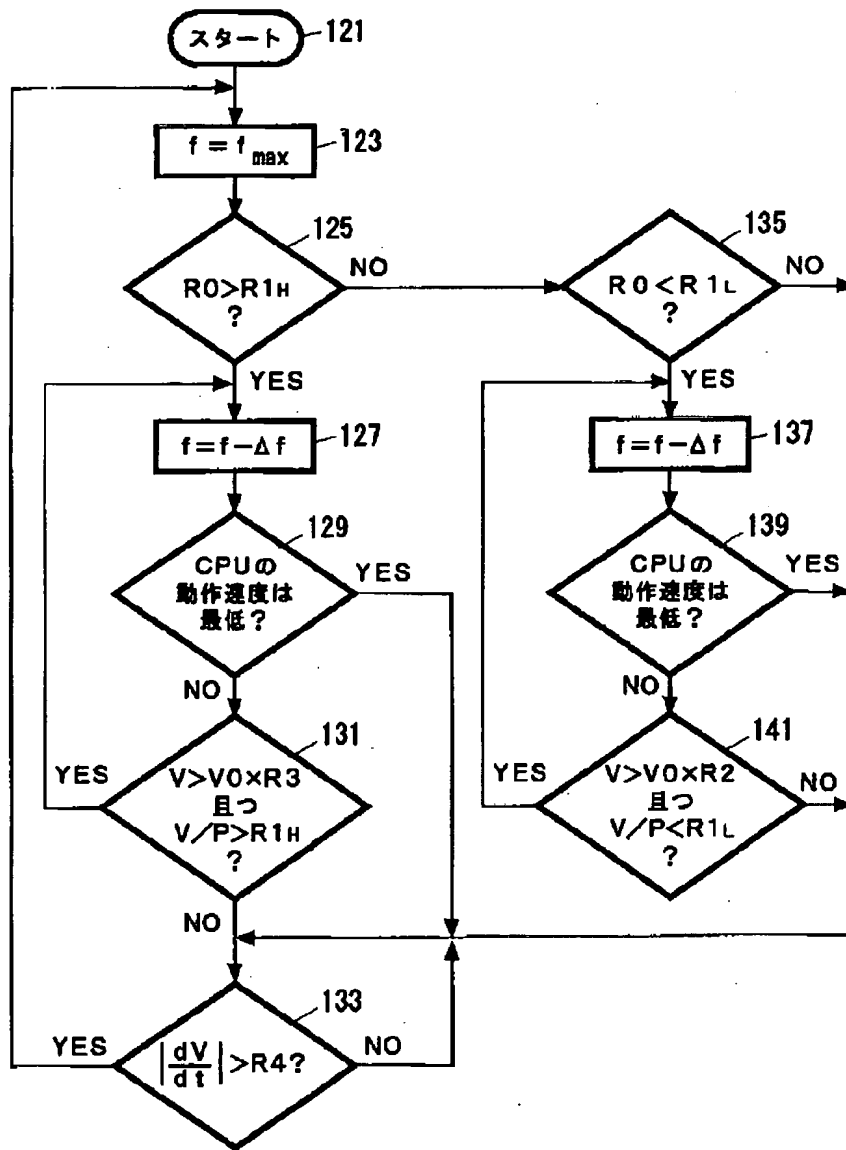 スタート
121
f = f max
123
125
R0>R1H
?
NO
YES
135
R0<R1L
?
NO
YES
f=f-Δf
127
f=f-Δf
137
129
CPUの
動作速度は
最低?
YES
NO
139
CPUの
動作速度は
最低?
YES
NO
131
YES
V>V0×R3
且つ
V/P>R1H
?
NO
141
YES
V>V0×R2
且つ
V/P<R1L
?
NO
133
YES
|dV/dt|>R4?
NO